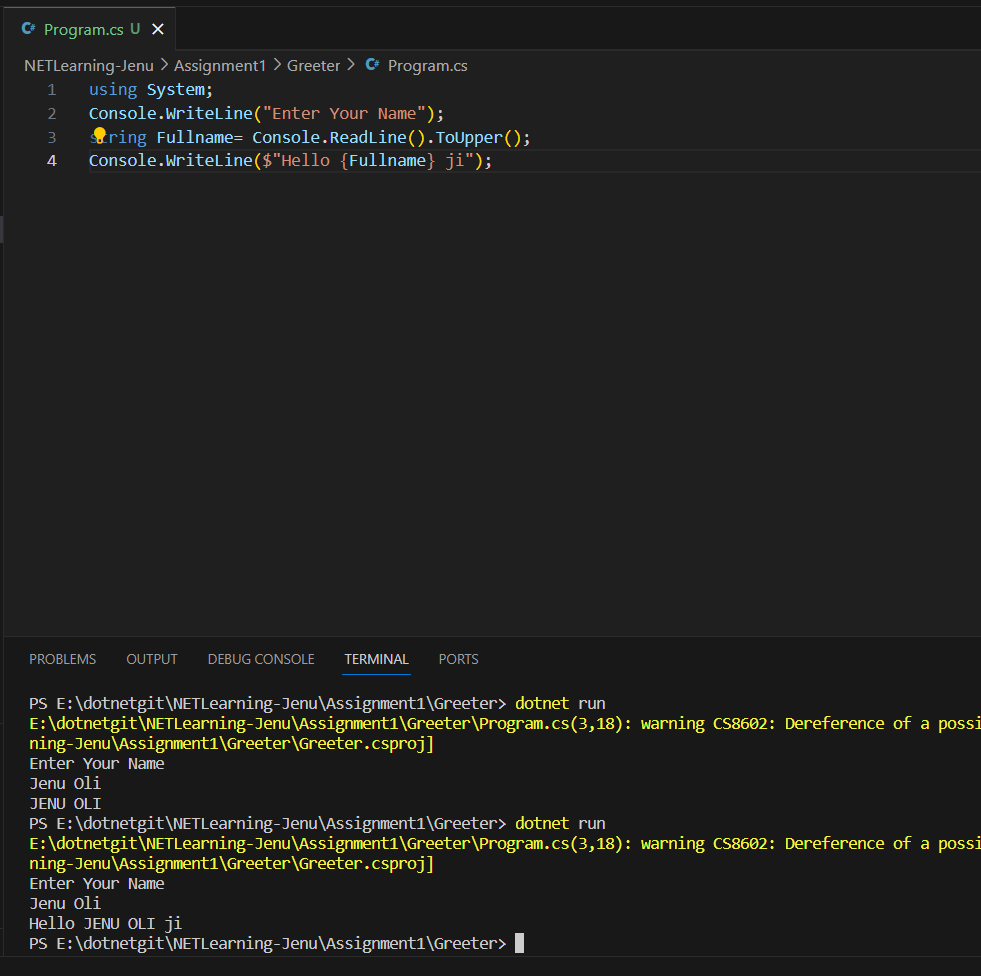 Program.cs U
NETLearning-Jenu > Assignment1 > Greeter > Program.cs
1 using System;
2 Console.WriteLine("Enter Your Name");
3 string Fullname= Console.ReadLine().ToUpper();
4 Console.WriteLine($"Hello {Fullname} ji");
PROBLEMS OUTPUT DEBUG CONSOLE TERMINAL PORTS
PS E:\dotnetgit\NETLearning-Jenu\Assignment1\Greeter> dotnet run
E:\dotnetgit\NETLearning-Jenu\Assignment1\Greeter\Program.cs(3,18): warning CS8602: Dereference of a possi
ning-Jenu\Assignment1\Greeter\Greeter.csproj]
Enter Your Name
Jenu Oli
JENU OLI
PS E:\dotnetgit\NETLearning-Jenu\Assignment1\Greeter> dotnet run
E:\dotnetgit\NETLearning-Jenu\Assignment1\Greeter\Program.cs(3,18): warning CS8602: Dereference of a possi
ning-Jenu\Assignment1\Greeter\Greeter.csproj]
Enter Your Name
Jenu Oli
Hello JENU OLI ji
PS E:\dotnetgit\NETLearning-Jenu\Assignment1\Greeter>